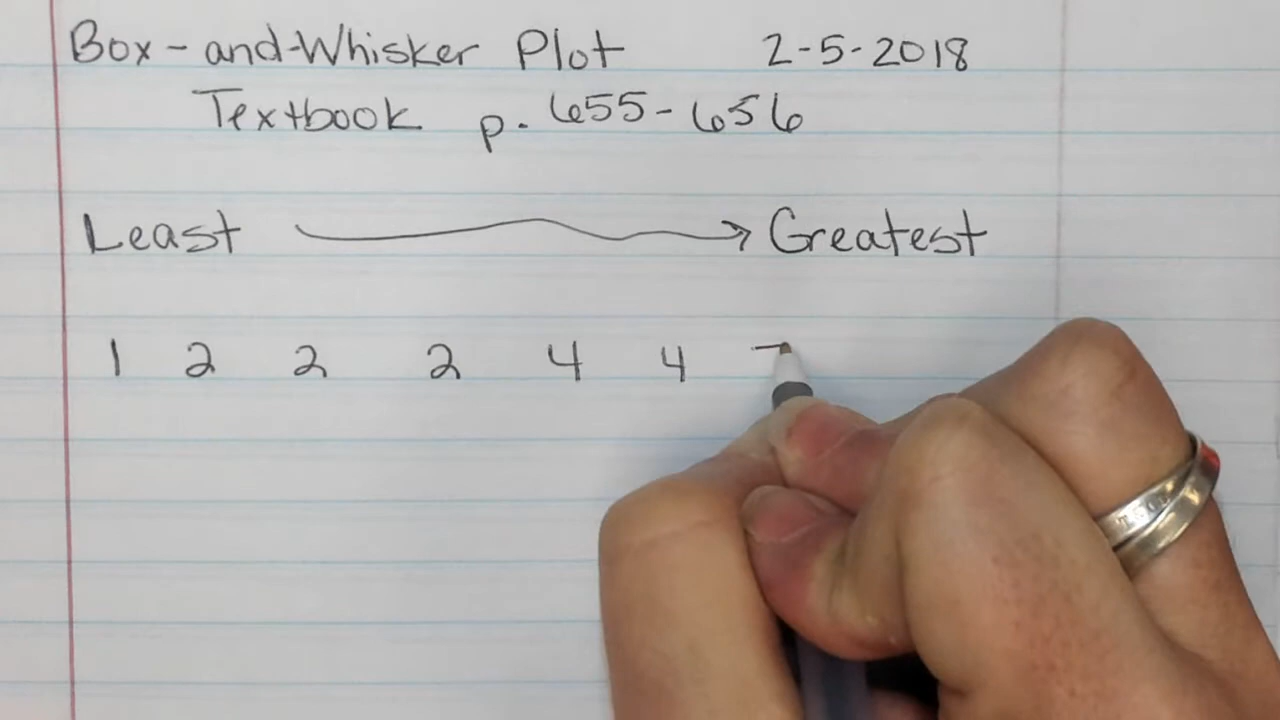 Box-and-Whisker Plot 2-5-2018
Textbook p. 655-656
Least → Greatest
1 2 2 2 4 4